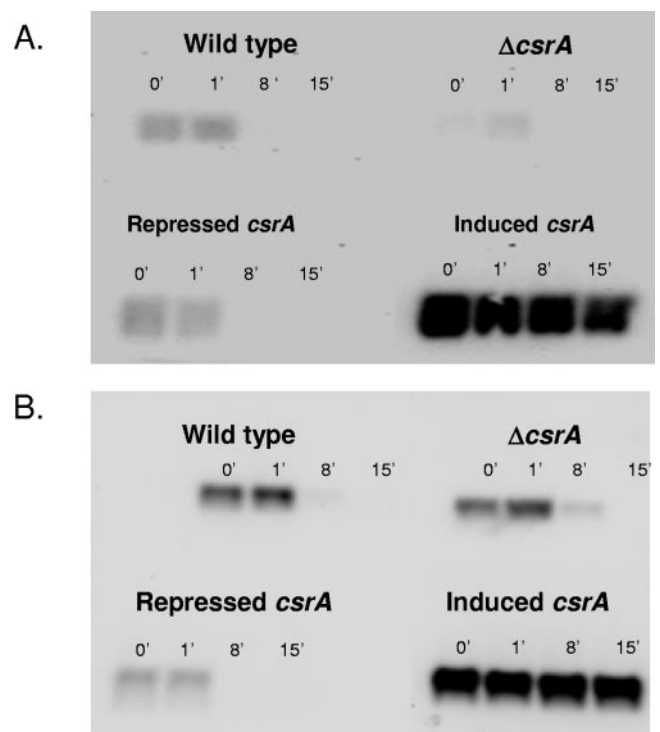 A.
Wild type ΔcsrA
0' 1' 8' 15' 0' 1' 8' 15'
Repressed csrA Induced csrA
0' 1' 8' 15' 0' 1' 8' 15'
B.
Wild type ΔcsrA
0' 1' 8' 15' 0' 1' 8' 15'
Repressed csrA Induced csrA
0' 1' 8' 15' 0' 1' 8' 15'